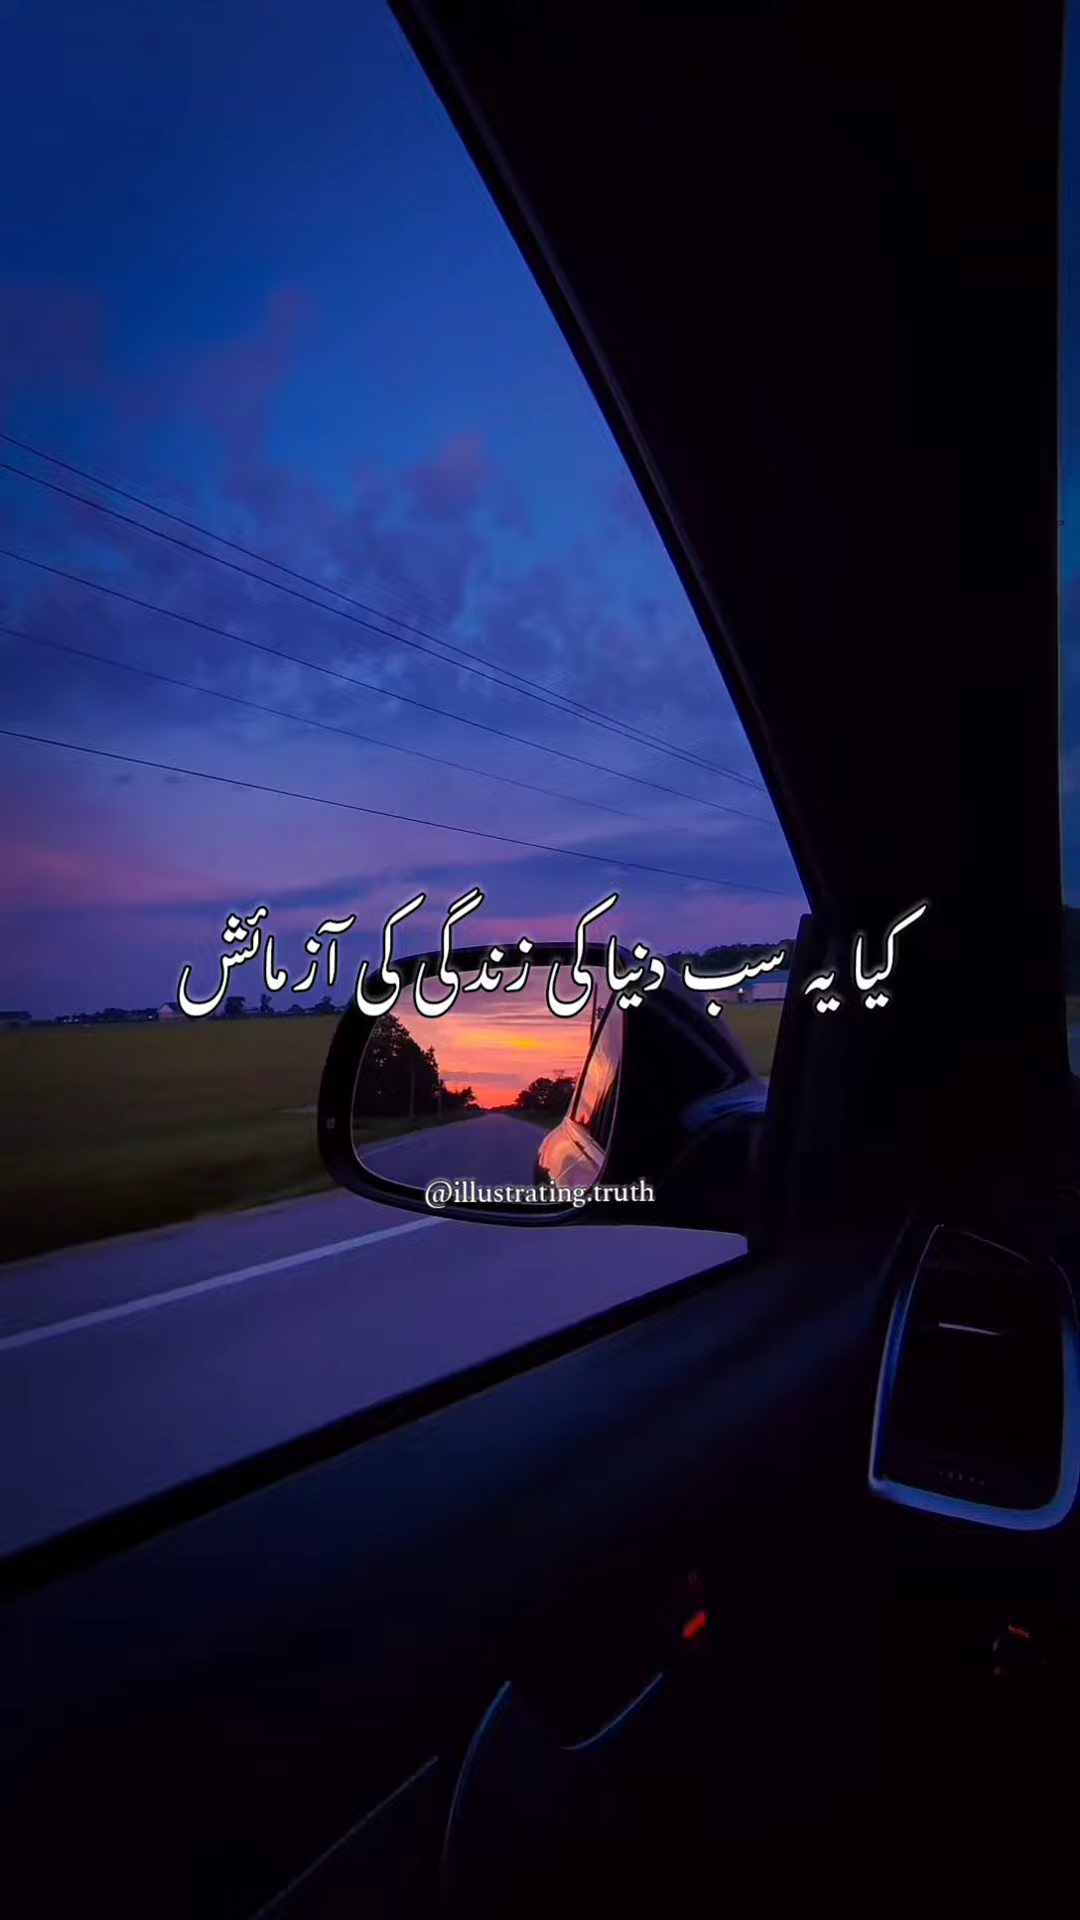 کیا یہ سب دنیا کی زندگی کی آزمائش
@illustrating.truth